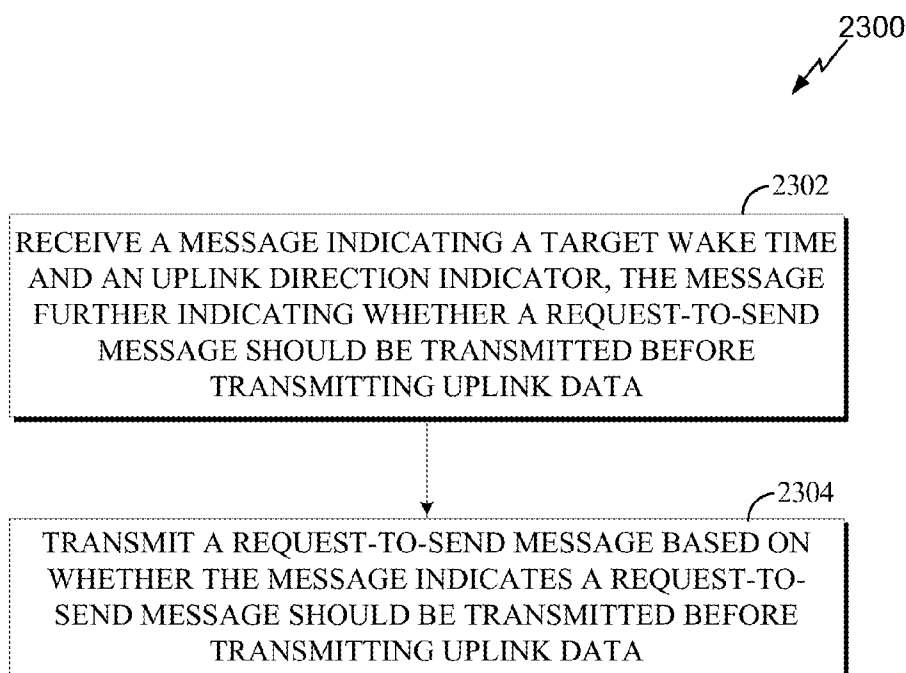 2300
2302
RECEIVE A MESSAGE INDICATING A TARGET WAKE TIME
AND AN UPLINK DIRECTION INDICATOR, THE MESSAGE
FURTHER INDICATING WHETHER A REQUEST-TO-SEND
MESSAGE SHOULD BE TRANSMITTED BEFORE
TRANSMITTING UPLINK DATA
2304
TRANSMIT A REQUEST-TO-SEND MESSAGE BASED ON
WHETHER THE MESSAGE INDICATES A REQUEST-TO-
SEND MESSAGE SHOULD BE TRANSMITTED BEFORE
TRANSMITTING UPLINK DATA